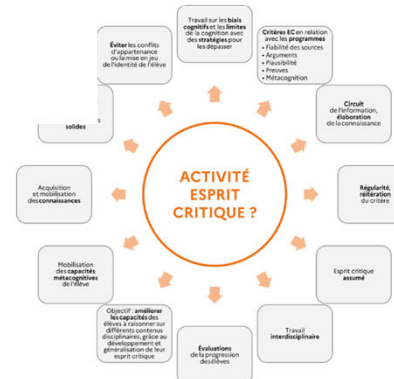 Travail sur les biais
cognitifs et les limites
de la cognition avec
des stratégies pour
les dépasser
Critères EC en relation
avec les programmes
• Fiabilité des sources
• Arguments
• Plausibilité
• Preuves
• Métacognition
Circuit
de l'information,
élaboration
de la connaissance
Régularité,
réitération
du critère
Esprit critique
assumé
Travail
interdisciplinaire
Évaluations
de la progression
des élèves
Objectif : améliorer
les capacités des
élèves à raisonner sur
différents contenus
disciplinaires, grâce au
développement et
généralisation de leur
esprit critique
Mobilisation
des capacités
métacognitives
de l'élève
Acquisition
et mobilisation
des connaissances
solides
Éviter les conflits
d'appartenance
ou la mise en jeu
de l'identité de l'élève
ACTIVITÉ
ESPRIT
CRITIQUE ?